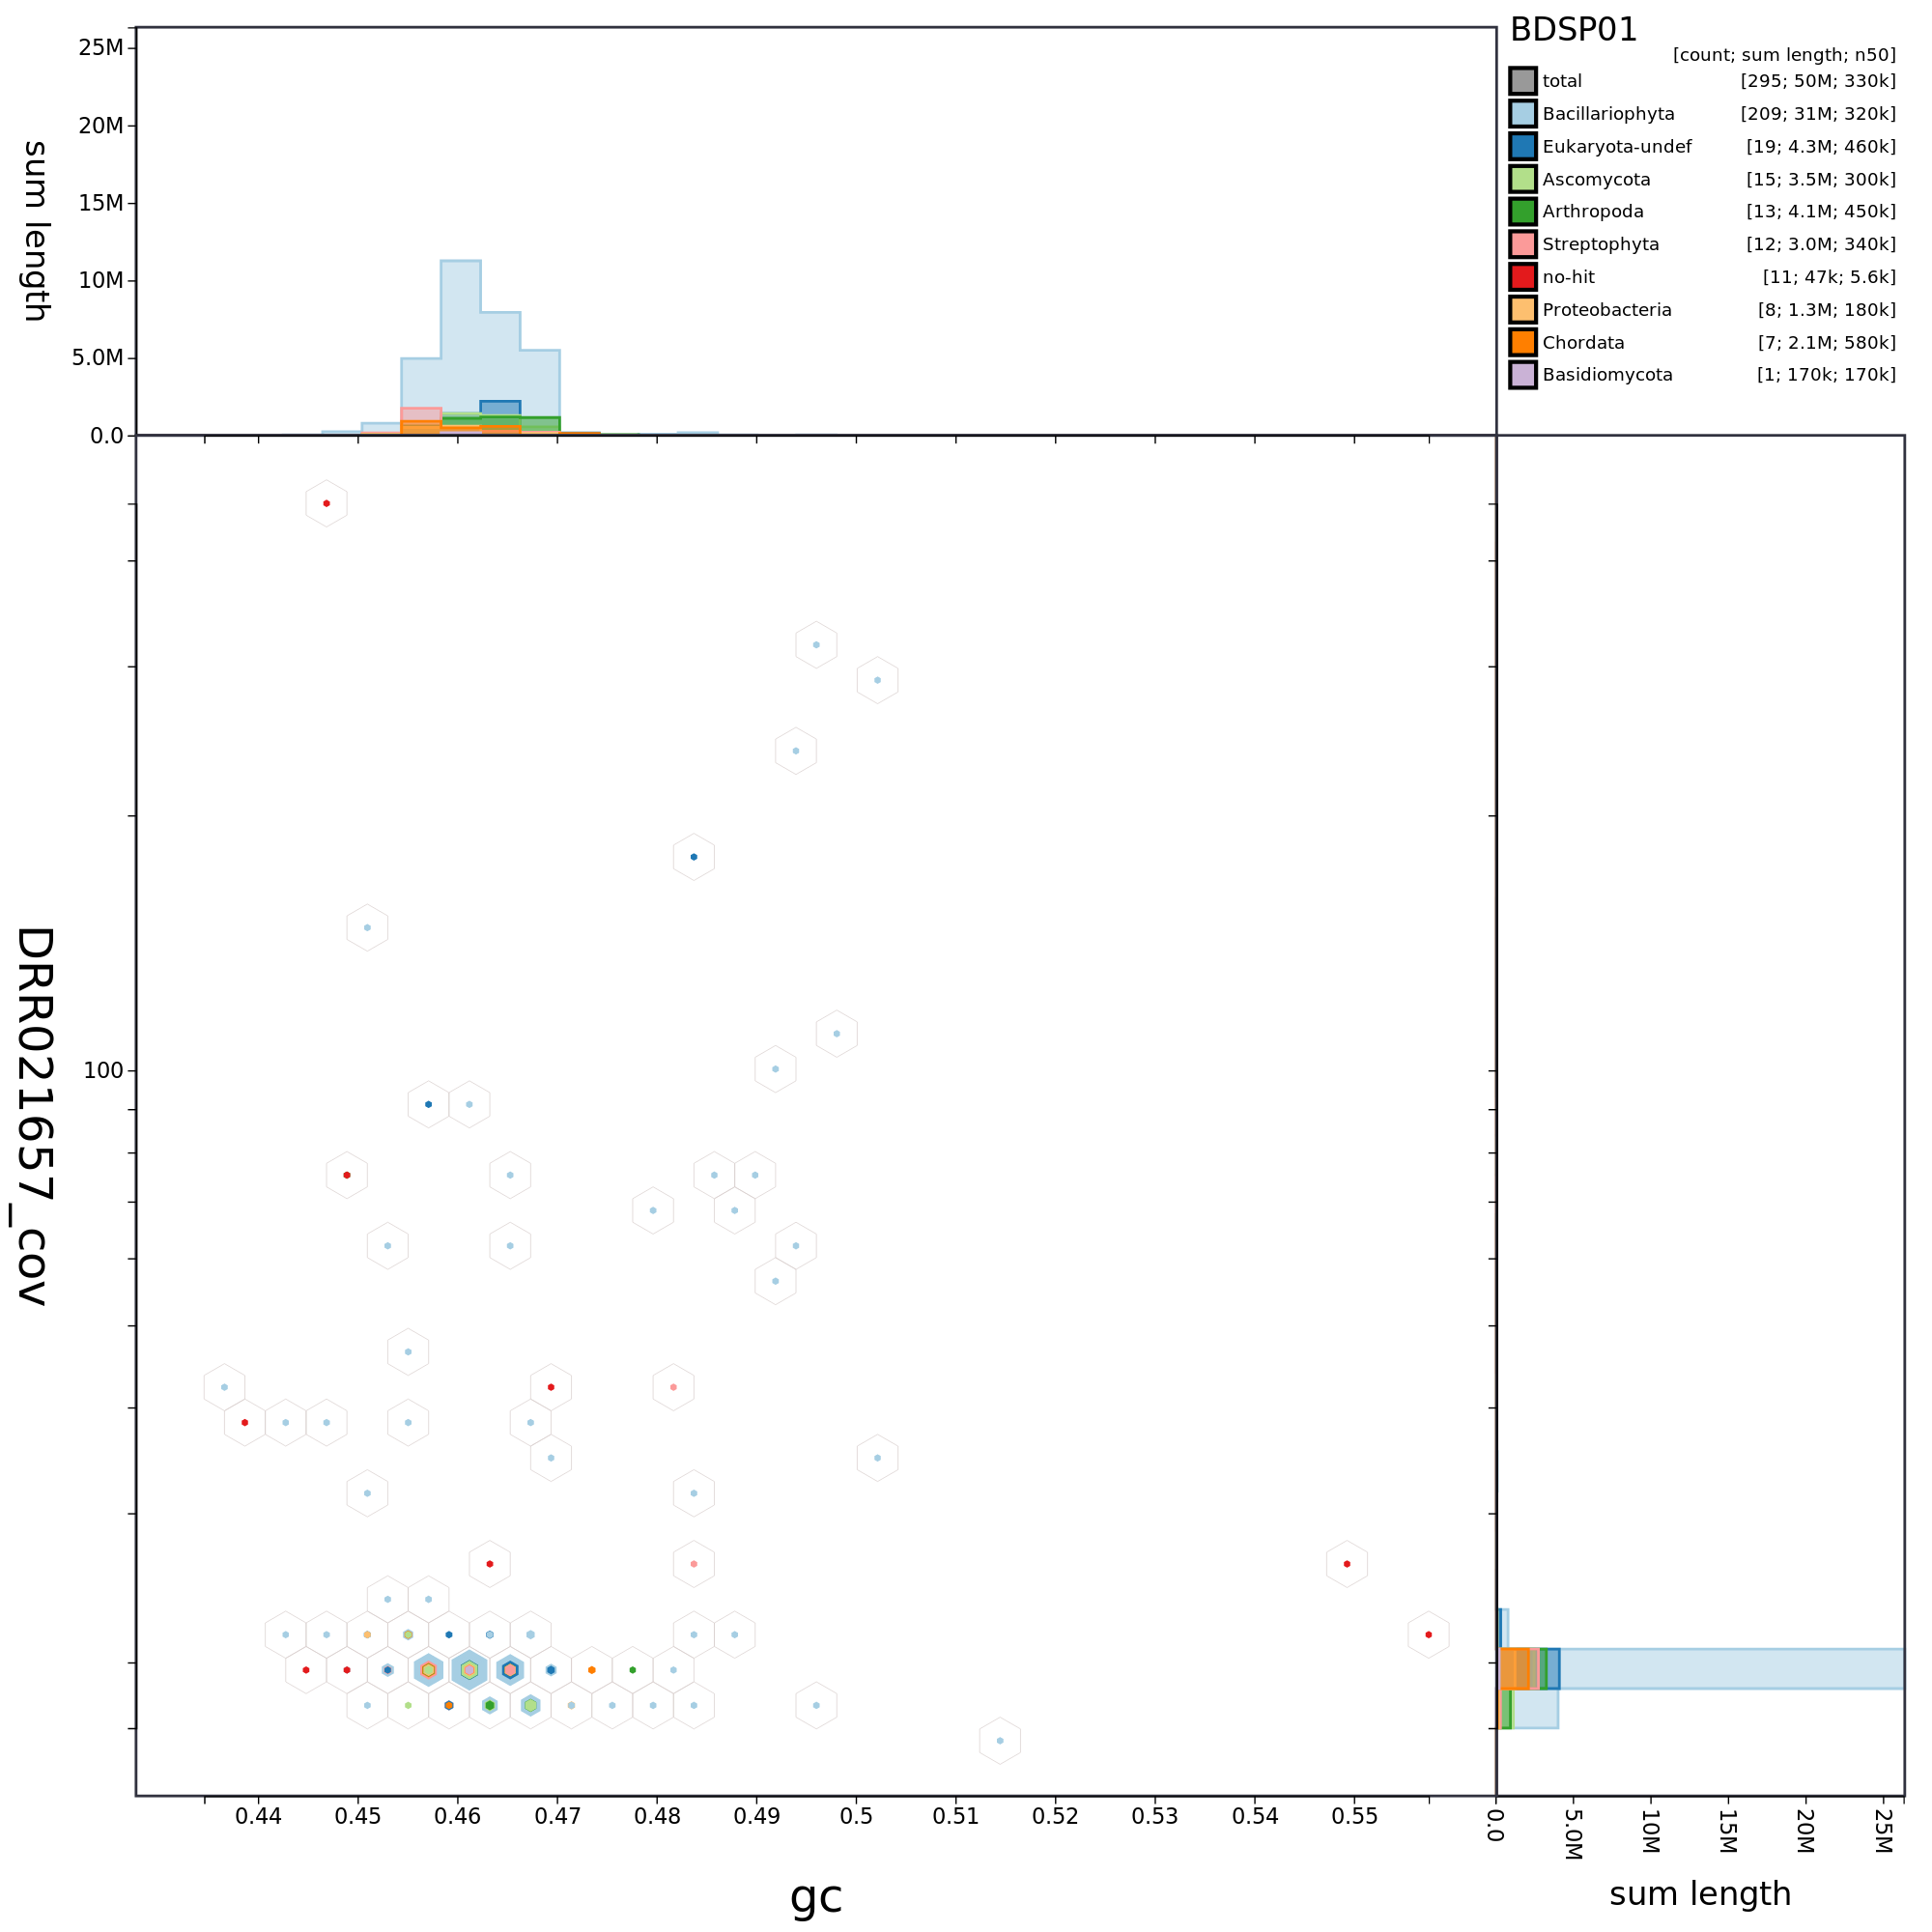 BDSP01
[count; sum length; n50]
total [295; 50M; 330k]
Bacillariophyta [209; 31M; 320k]
Eukaryota-undef [19; 4.3M; 460k]
Ascomycota [15; 3.5M; 300k]
Arthropoda [13; 4.1M; 450k]
Streptophyta [12; 3.0M; 340k]
no-hit [11; 47k; 5.6k]
Proteobacteria [8; 1.3M; 180k]
Chordata [7; 2.1M; 580k]
Basidiomycota [1; 170k; 170k]
sum length
25M
20M
15M
10M
5.0M
0.0
DRR021657_cov
100
0.44 0.45 0.46 0.47 0.48 0.49 0.5 0.51 0.52 0.53 0.54 0.55
gc
0.0 5.0M 10M 15M 20M 25M
sum length